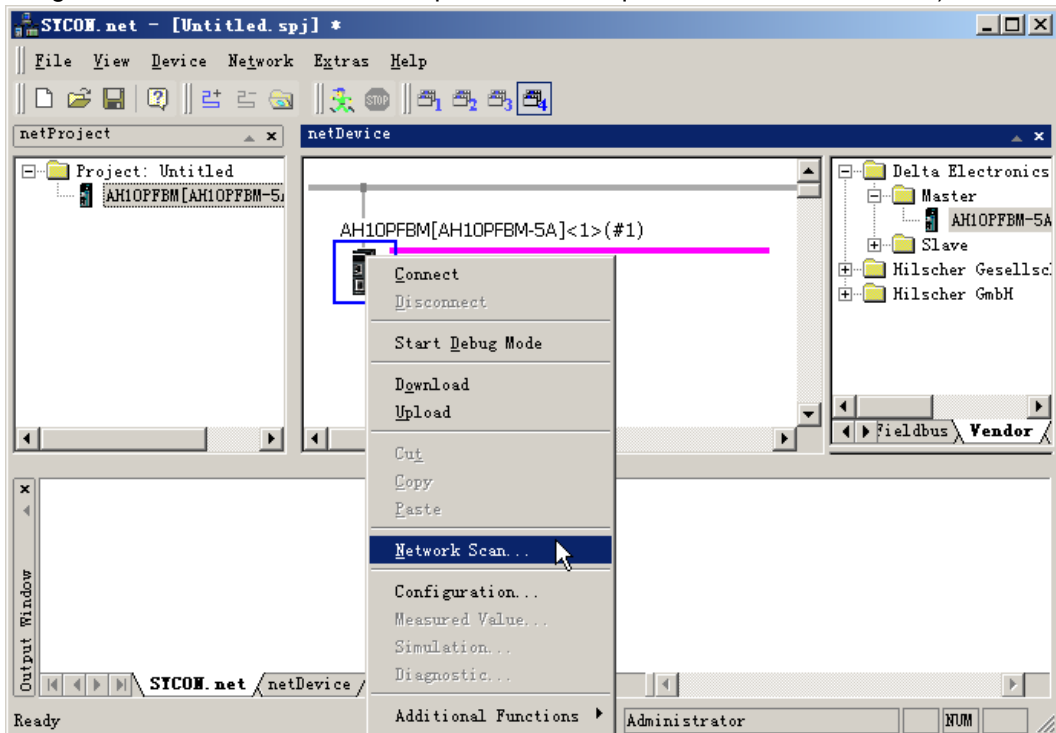 SYCON.net - [Untitled.spj] *
File View Device Network Extras Help
netProject
netDevice
Project: Untitled
AH10PFBM[AH10PFBM-5
AH10PFBM[AH10PFBM-5A]<1>(#1)
Delta Electronics
Master
AH10PFBM-5A
Slave
Hilscher Gesellsc
Hilscher GmbH
Fieldbus Vendor
Connect
Disconnect
Start Debug Mode
Download
Upload
Cut
Copy
Paste
Network Scan...
Configuration...
Measured Value...
Simulation...
Diagnostic...
Additional Functions
Output Window
SYCON.net netDevice
Ready
Administrator
NUM